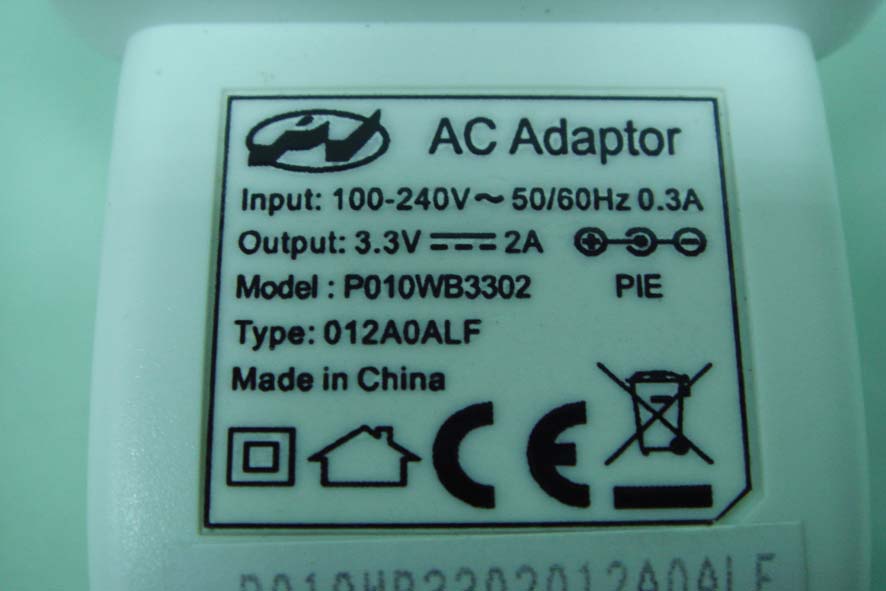 AC Adaptor
Input: 100-240V~ 50/60Hz 0.3A
Output: 3.3V⎓2A
Model : P010WB3302 PIE
Type: 012A0ALF
Made in China
CE
P010WB3302012A0ALF